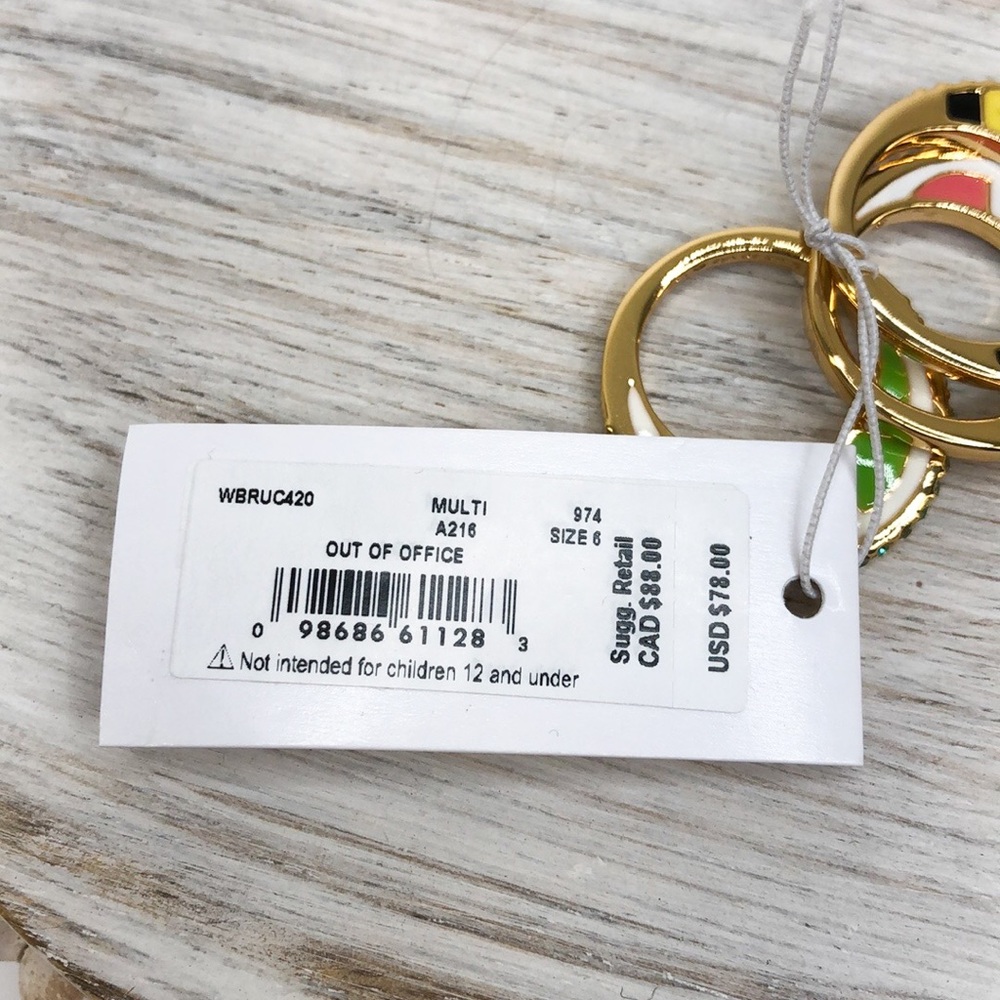 WBRUC420
MULTI
974
A216
SIZE 6
OUT OF OFFICE
0 98686 61128 3
Not intended for children 12 and under
Sugg. Retail
CAD $88.00
USD $78.00